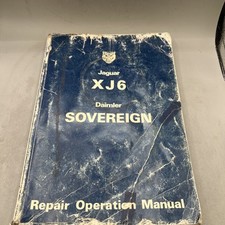 Jaguar
XJ6
Daimler
SOVEREIGN
Repair Operation Manual